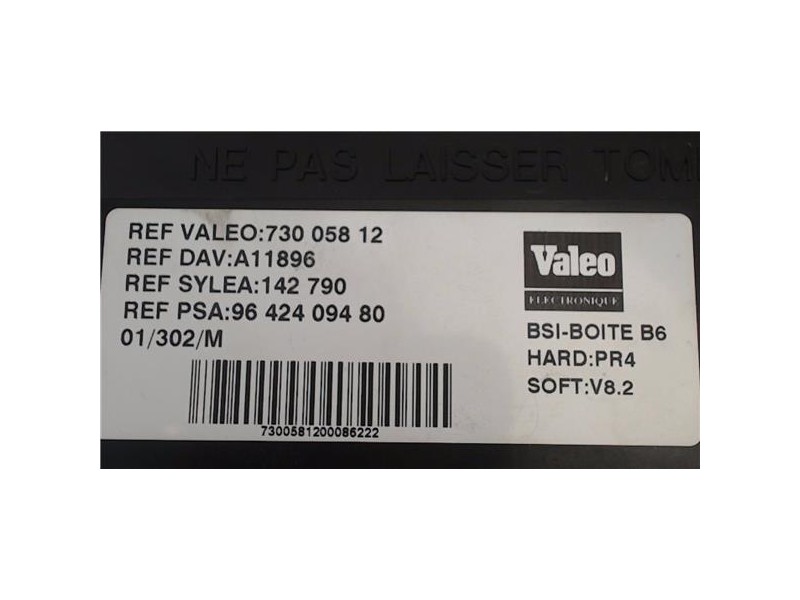 NE PAS LAISSER TOM
REF VALEO:730 058 12
REF DAV:A11896
REF SYLEA:142 790
REF PSA:96 424 094 80
01/302/M
7300581200086222
Valeo
ELECTRONIQUE
BSI-BOITE B6
HARD:PR4
SOFT:V8.2